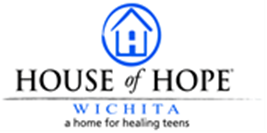 H
HOUSE of HOPE®
WICHITA
a home for healing teens